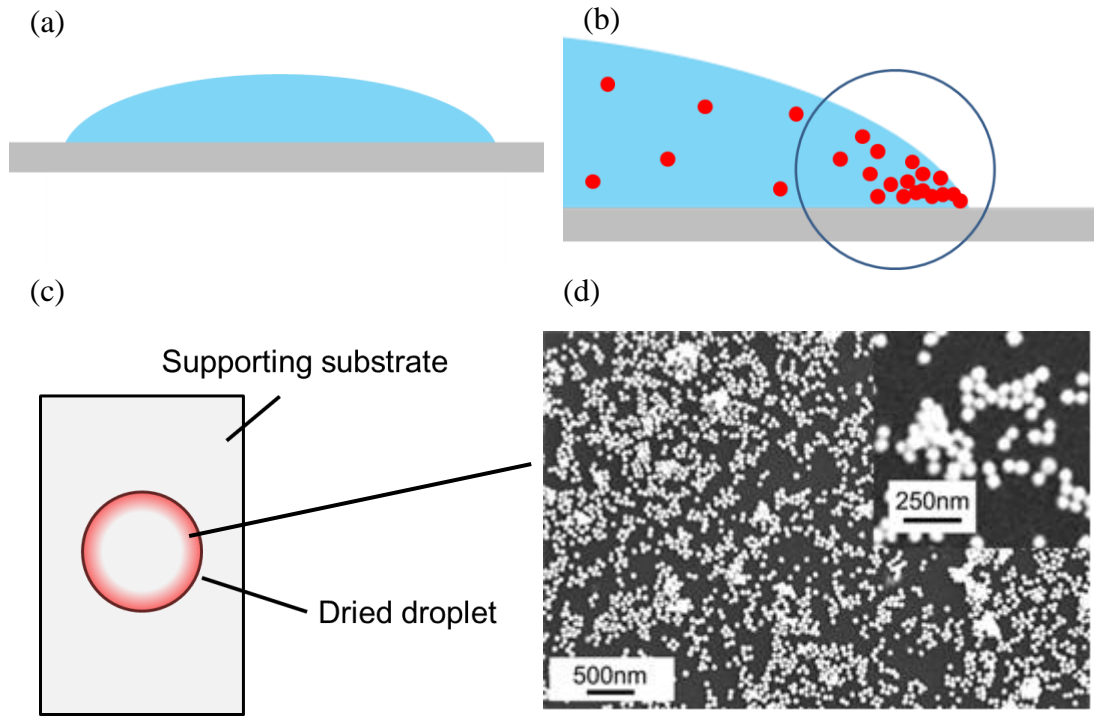 (a)
(b)
(c)
(d)
Supporting substrate
Dried droplet
250nm
500nm